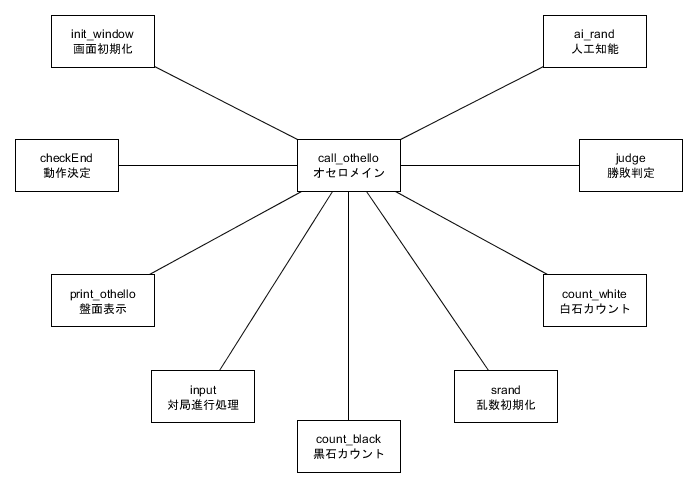 init_window
画面初期化
ai_rand
人工知能
checkEnd
動作決定
call_othello
オセロメイン
judge
勝敗判定
print_othello
盤面表示
count_white
白石カウント
input
対局進行処理
srand
乱数初期化
count_black
黒石カウント